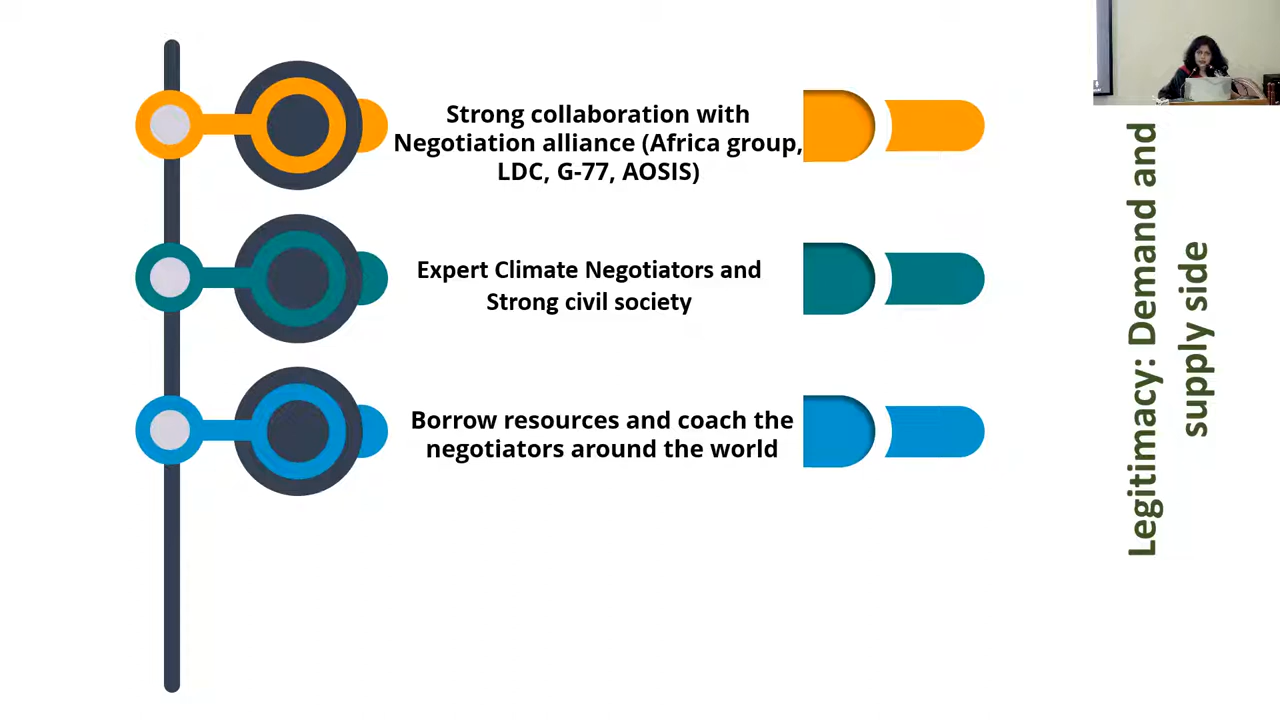 Strong collaboration with
Negotiation alliance (Africa group,
LDC, G-77, AOSIS)
Expert Climate Negotiators and
Strong civil society
Borrow resources and coach the
negotiators around the world
Legitimacy: Demand and
supply side